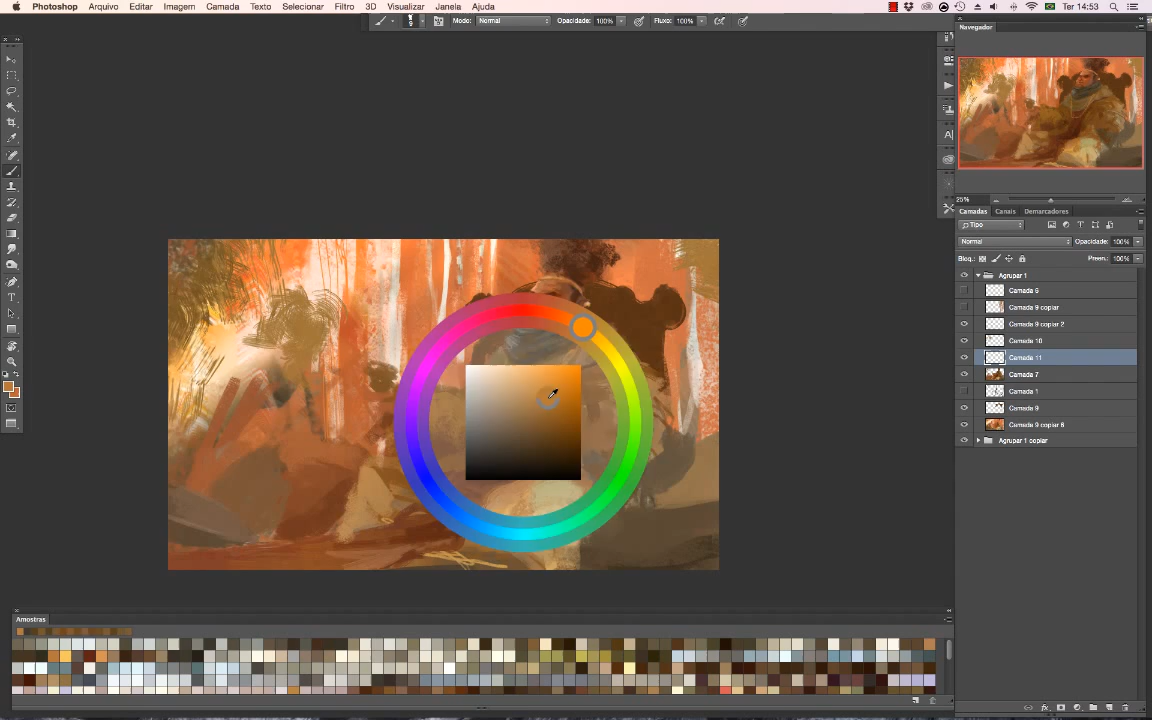 Photoshop Arquivo Editar Imagem Camada Texto Selecionar Filtro 3D Visualizar Janela Ajuda Ter 14:53
9 Modo: Normal Opacidade: 100% Fluxo: 100%
Navegador
25%
Camadas Canais Demarcadores
Tipo
Normal Opacidade: 100%
Bloq.: Preen.: 100%
Agrupar 1
Camada 6
Camada 9 copiar
Camada 9 copiar 2
Camada 10
Camada 11
Camada 7
Camada 1
Camada 9
Camada 9 copiar 6
Agrupar 1 copiar
Amostras